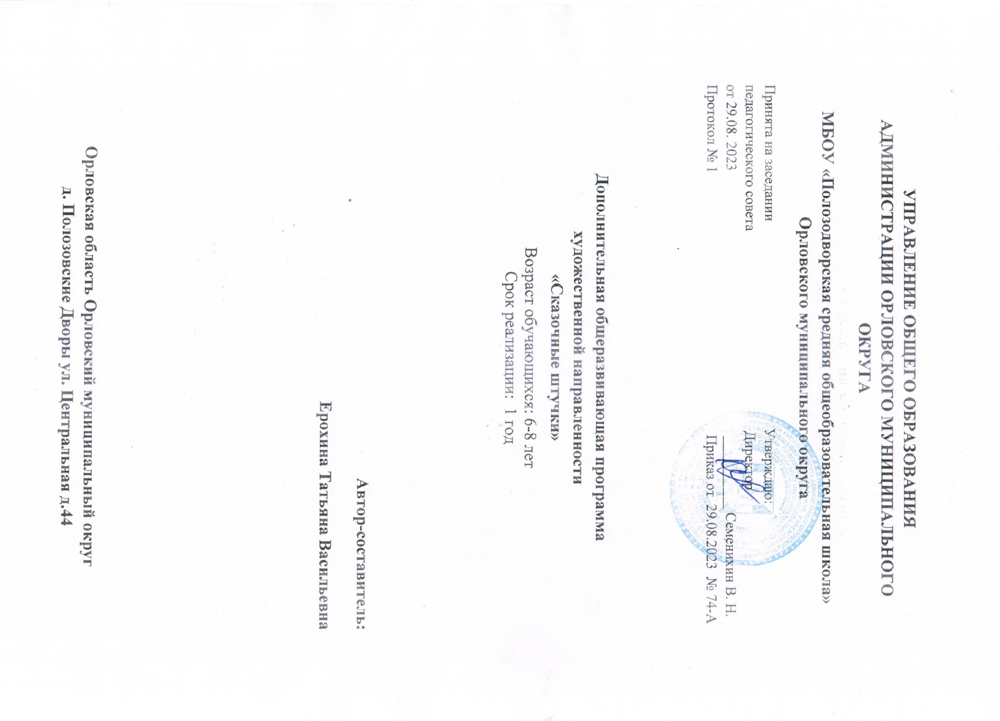 УПРАВЛЕНИЕ ОБЩЕГО ОБРАЗОВАНИЯ
АДМИНИСТРАЦИИ ОРЛОВСКОГО МУНИЦИПАЛЬНОГО
ОКРУГА
МБОУ «Полозодворская средняя общеобразовательная школа»
Орловского муниципального округа
Принята на заседании
педагогического совета
от 29.08. 2023
Протокол № 1
Утверждаю:
Директор
Семенихин В. Н.
Приказ от 29.08.2023 № 74-А
Дополнительная общеразвивающая программа
художественной направленности
«Сказочные штучки»
Возраст обучающихся: 6-8 лет
Срок реализации: 1 год
Автор-составитель:
Ерохина Татьяна Васильевна
Орловская область Орловский муниципальный округ
д. Полозовские Дворы ул. Центральная д.44